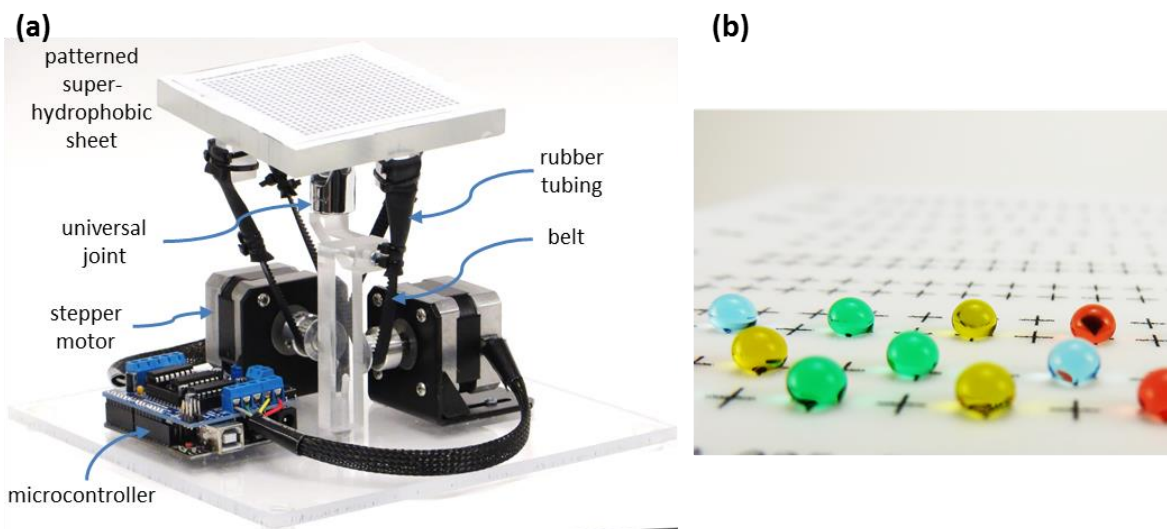 (a)
patterned
super-
hydrophobic
sheet
universal
joint
stepper
motor
microcontroller
rubber
tubing
belt
(b)